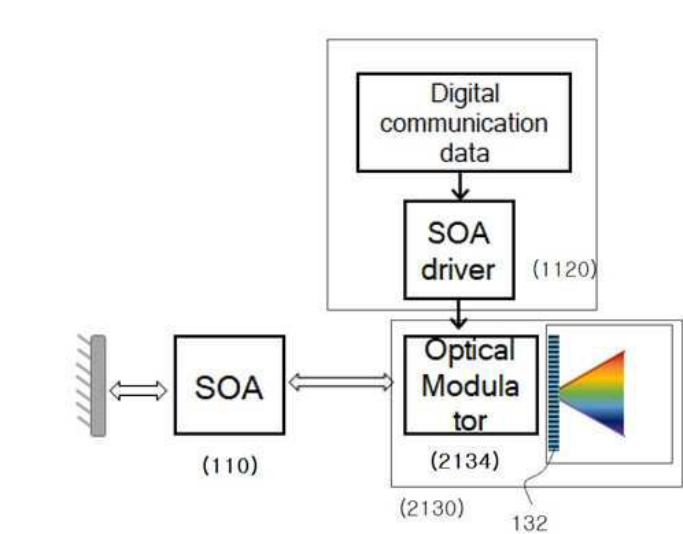 Digital
communication
data
SOA
driver
(1120)
Optical
Modula
tor
SOA
(110)
(2134)
(2130)
132